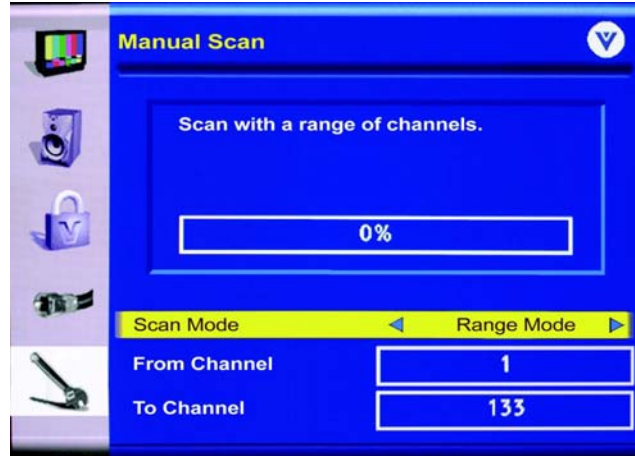 Manual Scan
V
Scan with a range of channels.
0%
V
Scan Mode Range Mode
From Channel 1
To Channel 133